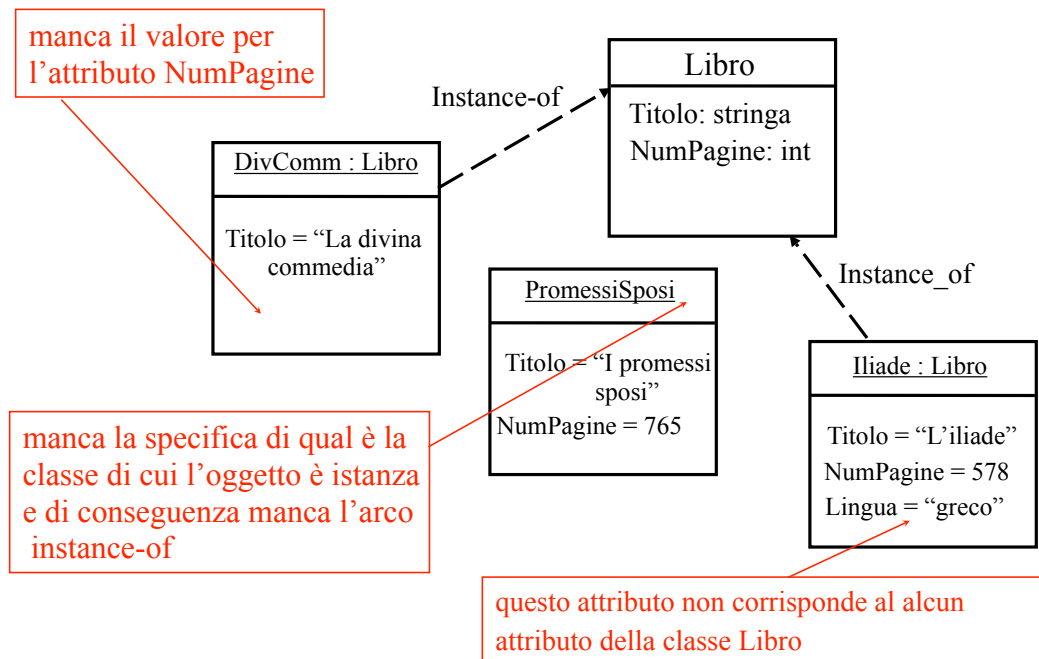 manca il valore per
l’attributo NumPagine
Libro
Titolo: stringa
NumPagine: int
Instance-of
DivComm : Libro
Titolo = “La divina
commedia”
Instance_of
PromessiSposi
Titolo = “I promessi
sposi”
NumPagine = 765
Iliade : Libro
Titolo = “L’iliade”
NumPagine = 578
Lingua = “greco”
manca la specifica di qual è la
classe di cui l’oggetto è istanza
e di conseguenza manca l’arco
instance-of
questo attributo non corrisponde al alcun
attributo della classe Libro